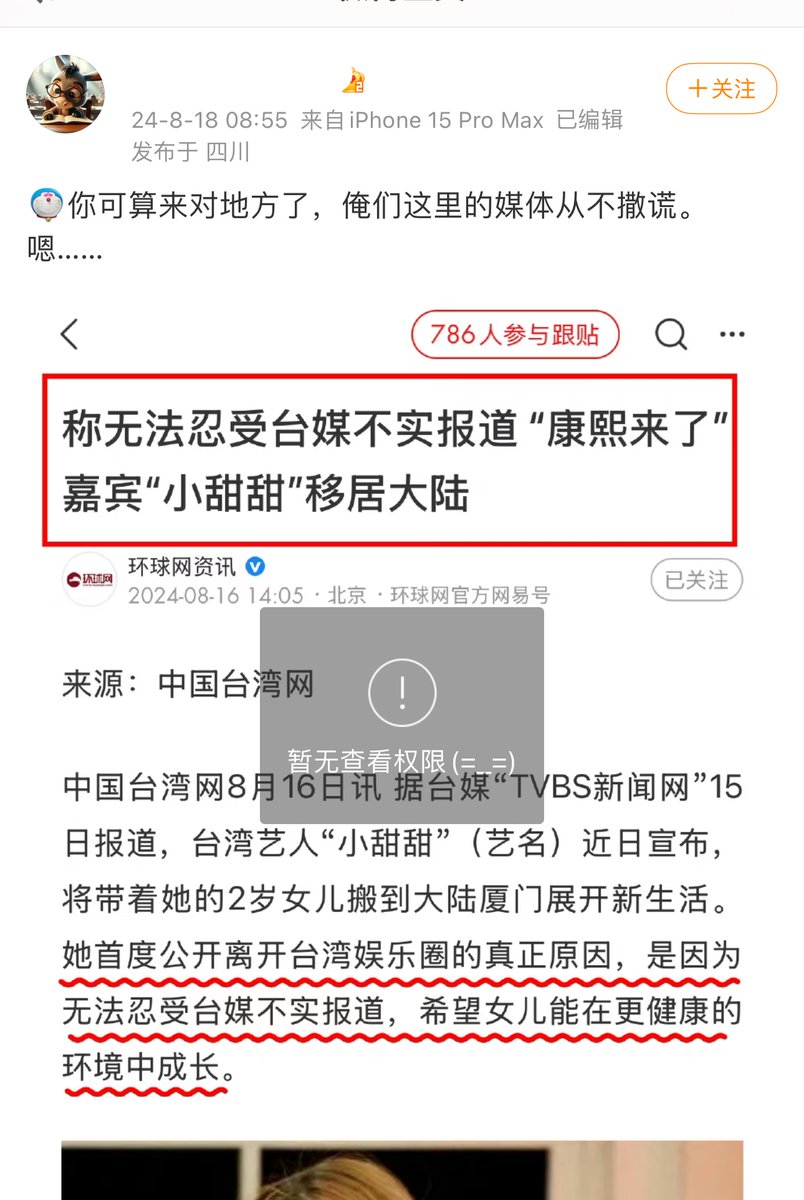 24-8-18 08:55 来自iPhone 15 Pro Max 已编辑
发布于 四川
+关注
你可算来对地方了，俺们这里的媒体从不撒谊。
嗯......
786人参与跟贴
称无法忍受台媒不实报道“康熙来了”
嘉宾“小甜甜”移居大陆
环球网
环球网资讯
2024-08-16 14:05 · 北京 · 环球网官方网易号
已关注
来源：中国台湾网
暂无查看权限(=_=)
中国台湾网8月16日讯 据台媒“TVBS新闻网”15
日报道，台湾艺人“小甜甜”（艺名）近日宣布，
将带着她的2岁女儿搬到大陆厦门展开新生活。
她首度公开离开台湾娱乐圈的真正原因，是因为
无法忍受台媒不实报道，希望女儿能在更健康的
环境中成长。